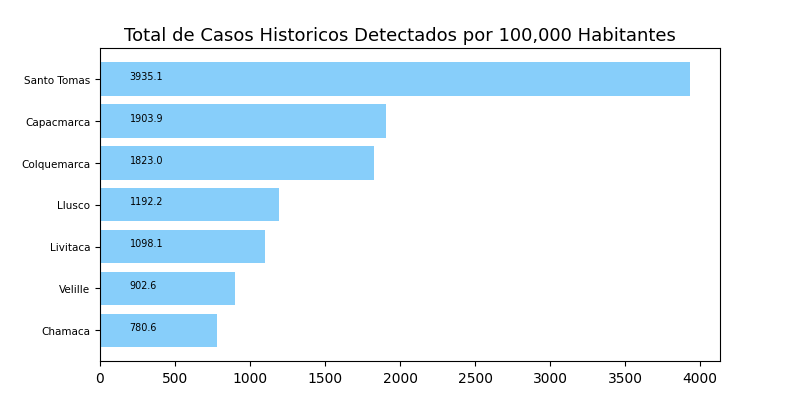 Total de Casos Historicos Detectados por 100,000 Habitantes
Santo Tomas 3935.1
Capacmarca 1903.9
Colquemarca 1823.0
Llusco 1192.2
Livitaca 1098.1
Velille 902.6
Chamaca 780.6
0 500 1000 1500 2000 2500 3000 3500 4000